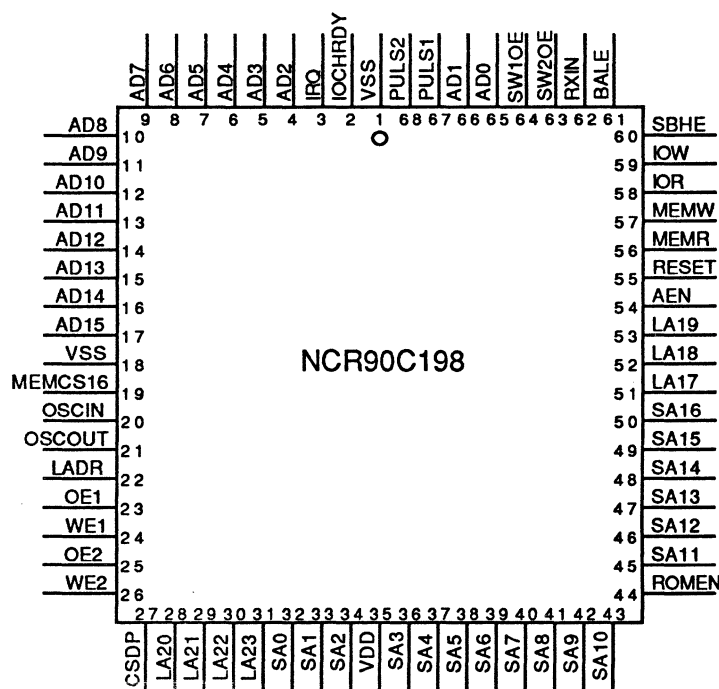 AD7 AD6 AD5 AD4 AD3 AD2 IRQ IOCHRDY VSS PULS2 PULS1 AD1 AD0 SW1OE SW2OE RXIN BALE
9 8 7 6 5 4 3 2 1 68 67 66 65 64 63 62 61
AD8 10 60 SBHE
AD9 11 59 IOW
AD10 12 58 IOR
AD11 13 57 MEMW
AD12 14 56 MEMR
AD13 15 55 RESET
AD14 16 54 AEN
AD15 17 53 LA19
VSS 18 52 LA18
NCR90C198
MEMCS16 19 51 LA17
OSCIN 20 50 SA16
OSCOUT 21 49 SA15
LADR 22 48 SA14
OE1 23 47 SA13
WE1 24 46 SA12
OE2 25 45 SA11
WE2 26 44 ROMEN
27 28 29 30 31 32 33 34 35 36 37 38 39 40 41 42 43
CSDP LA20 LA21 LA22 LA23 SA0 SA1 SA2 VDD SA3 SA4 SA5 SA6 SA7 SA8 SA9 SA10